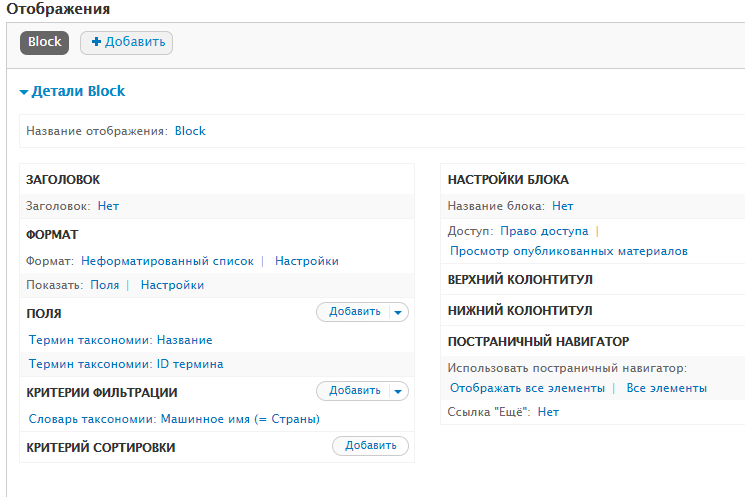 Отображения
Block
Добавить
Детали Block
Название отображения: Block
ЗАГОЛОВОК
Заголовок: Нет
ФОРМАТ
Формат: Неформатированный список | Настройки
Показать: Поля | Настройки
ПОЛЯ
Добавить
Термин таксономии: Название
Термин таксономии: ID термина
КРИТЕРИИ ФИЛЬТРАЦИИ
Добавить
Словарь таксономии: Машинное имя (= Страны)
КРИТЕРИЙ СОРТИРОВКИ
Добавить
НАСТРОЙКИ БЛОКА
Название блока: Нет
Доступ: Право доступа |
Просмотр опубликованных материалов
ВЕРХНИЙ КОЛОНТИТУЛ
НИЖНИЙ КОЛОНТИТУЛ
ПОСТРАНИЧНЫЙ НАВИГАТОР
Использовать постраничный навигатор:
Отображать все элементы | Все элементы
Ссылка "Ещё": Нет